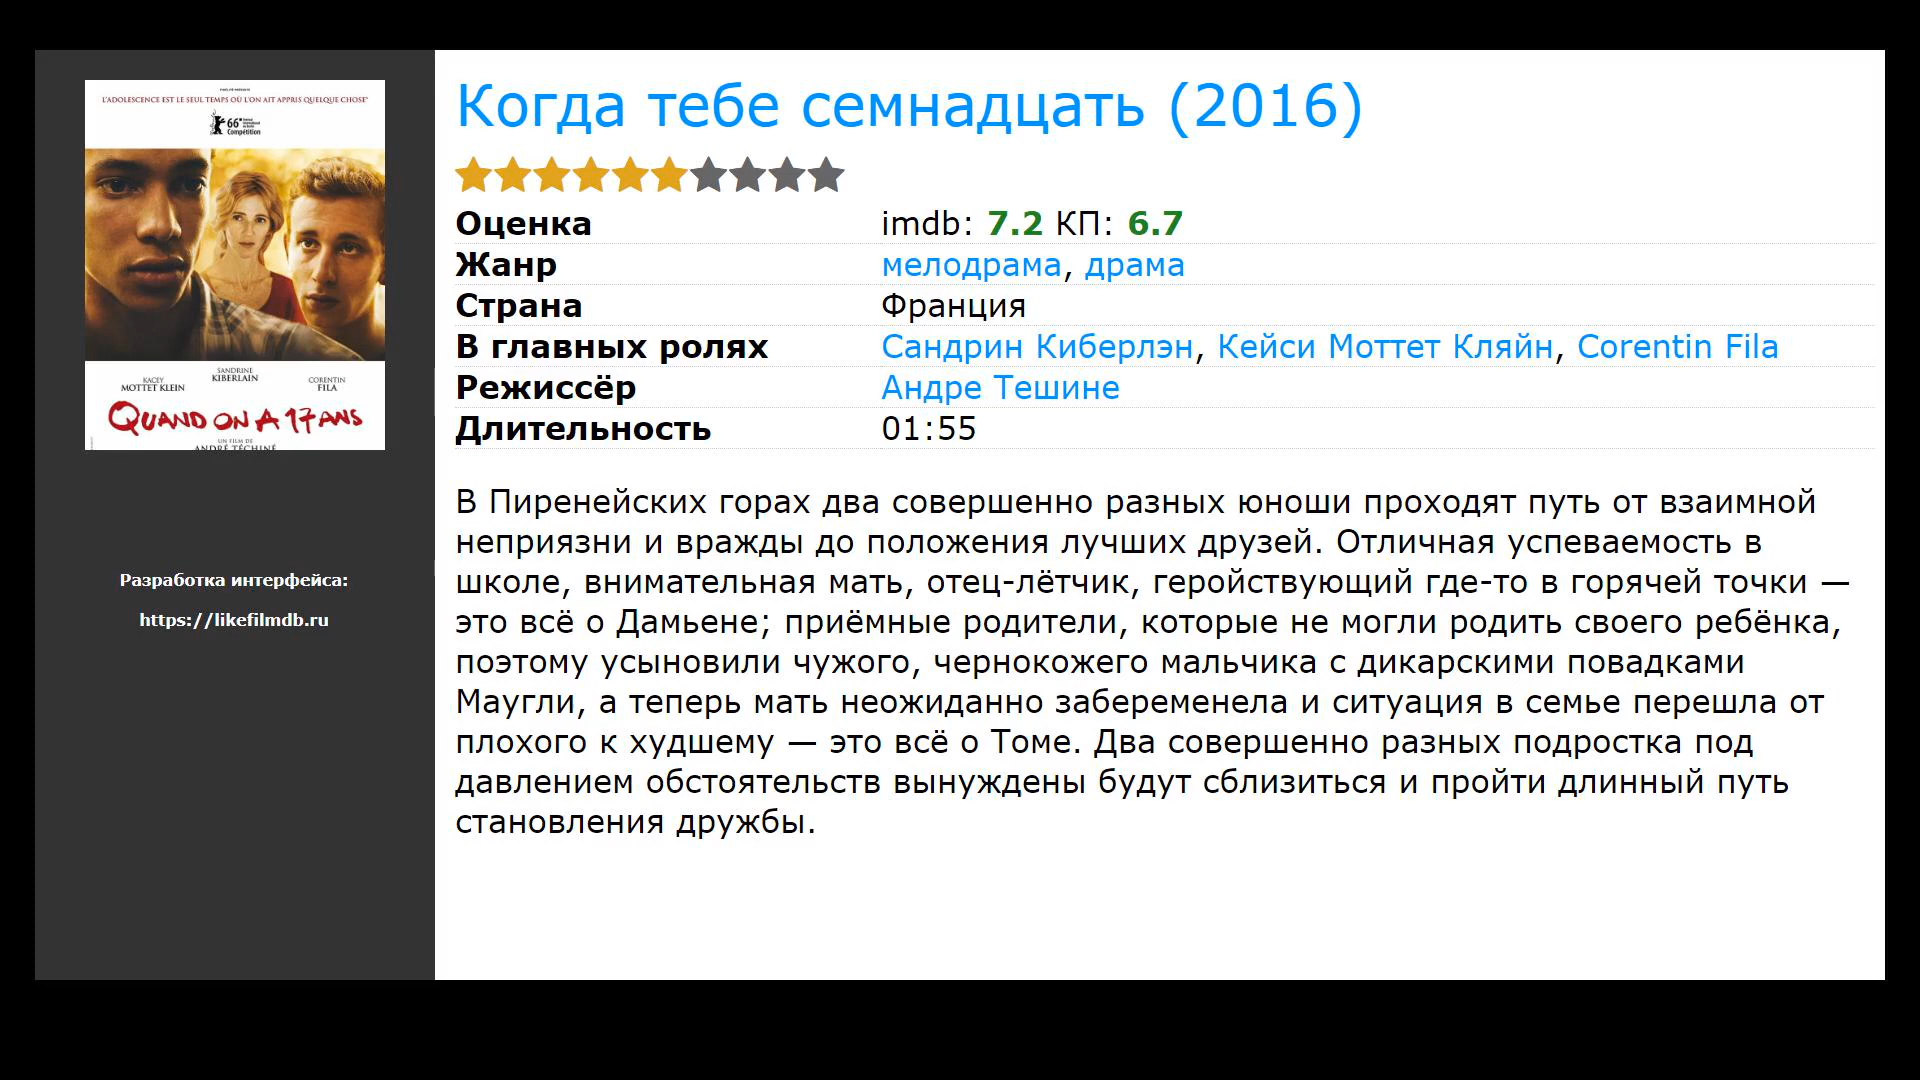 L'ADOLESCENCE EST LE SEUL TEMPS OÙ L'ON AIT APPRIS QUELQUE CHOSE"
66
Compétition
KACEY
MOTTET KLEIN
SANDRINE
KIBERLAIN
CORENTIN
FILA
QUAND ON A 17 ANS
UN FILM DE
ANDRÉ TÉCHINÉ
Разработка интерфейса:
https://likefilmdb.ru
Когда тебе семнадцать (2016)
Оценка imdb: 7.2 КП: 6.7
Жанр мелодрама, драма
Страна Франция
В главных ролях Сандрин Киберлэн, Кейси Моттет Кляйн, Corentin Fila
Режиссёр Андре Тешине
Длительность 01:55
В Пиренейских горах два совершенно разных юноши проходят путь от взаимной
неприязни и вражды до положения лучших друзей. Отличная успеваемость в
школе, внимательная мать, отец-лётчик, геройствующий где-то в горячей точки —
это всё о Дамьене; приёмные родители, которые не могли родить своего ребёнка,
поэтому усыновили чужого, чернокожего мальчика с дикарскими повадками
Маугли, а теперь мать неожиданно забеременела и ситуация в семье перешла от
плохого к худшему — это всё о Томе. Два совершенно разных подростка под
давлением обстоятельств вынуждены будут сблизиться и пройти длинный путь
становления дружбы.